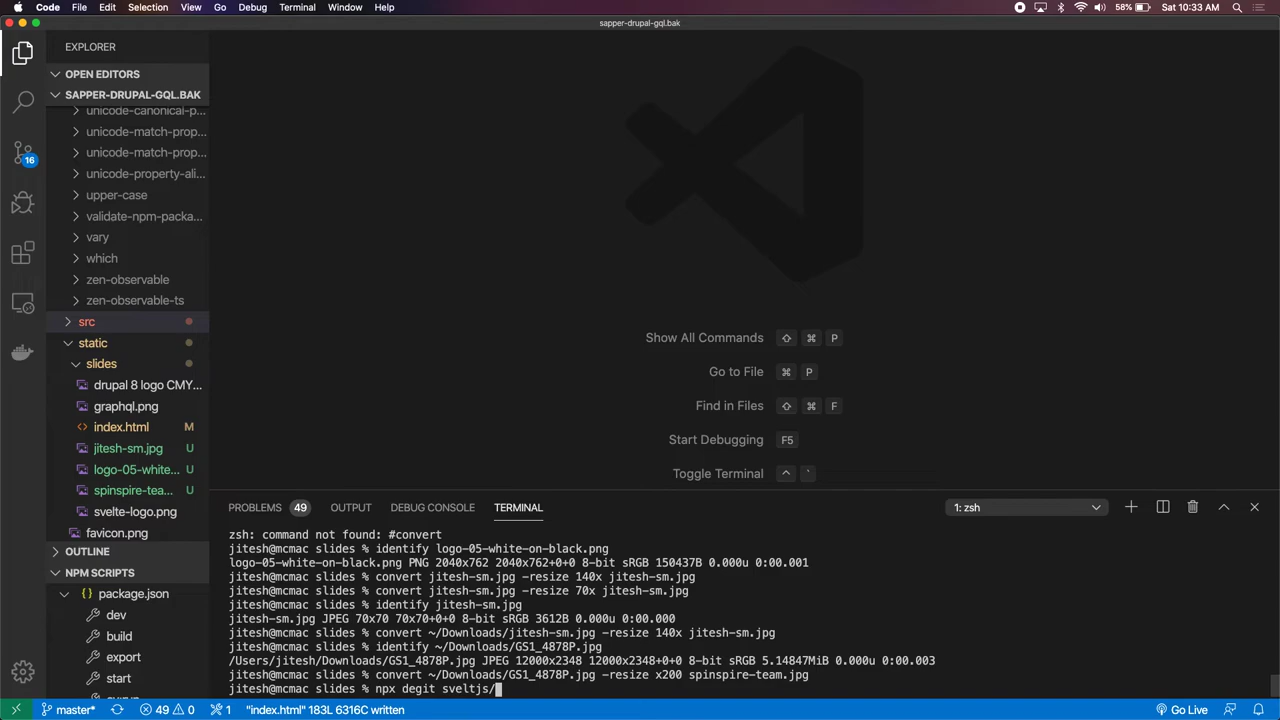 Code File Edit Selection View Go Debug Terminal Window Help
58% Sat 10:33 AM
sapper-drupal-gql.bak
EXPLORER
OPEN EDITORS
SAPPER-DRUPAL-GQL.BAK
unicode-canonical-p...
unicode-match-prop...
unicode-match-prop...
unicode-property-ali...
upper-case
validate-npm-packa...
vary
which
zen-observable
zen-observable-ts
src
static
slides
drupal 8 logo CMY...
graphql.png
index.html M
jitesh-sm.jpg U
logo-05-white... U
spinspire-tea... U
svelte-logo.png
favicon.png
OUTLINE
NPM SCRIPTS
package.json
dev
build
export
start
16
Show All Commands ⇧ ⌘ P
Go to File ⌘ P
Find in Files ⇧ ⌘ F
Start Debugging F5
Toggle Terminal ^ `
PROBLEMS 49 OUTPUT DEBUG CONSOLE TERMINAL 1: zsh
zsh: command not found: #convert
jitesh@mcmac slides % identify logo-05-white-on-black.png
logo-05-white-on-black.png PNG 2040x762 2040x762+0+0 8-bit sRGB 150437B 0.000u 0:00.001
jitesh@mcmac slides % convert jitesh-sm.jpg -resize 140x jitesh-sm.jpg
jitesh@mcmac slides % convert jitesh-sm.jpg -resize 70x jitesh-sm.jpg
jitesh@mcmac slides % identify jitesh-sm.jpg
jitesh-sm.jpg JPEG 70x70 70x70+0+0 8-bit sRGB 3612B 0.000u 0:00.000
jitesh@mcmac slides % convert ~/Downloads/jitesh-sm.jpg -resize 140x jitesh-sm.jpg
jitesh@mcmac slides % identify ~/Downloads/GS1_4878P.jpg
/Users/jitesh/Downloads/GS1_4878P.jpg JPEG 12000x2348 12000x2348+0+0 8-bit sRGB 5.14847MiB 0.000u 0:00.003
jitesh@mcmac slides % convert ~/Downloads/GS1_4878P.jpg -resize x200 spinspire-team.jpg
jitesh@mcmac slides % npx degit sveltjs/
master* 49 0 1 "index.html" 183L 6316C written Go Live